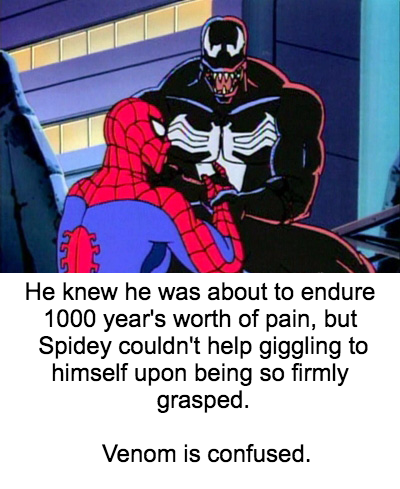 He knew he was about to endure
1000 year's worth of pain, but
Spidey couldn't help giggling to
himself upon being so firmly
grasped.
Venom is confused.